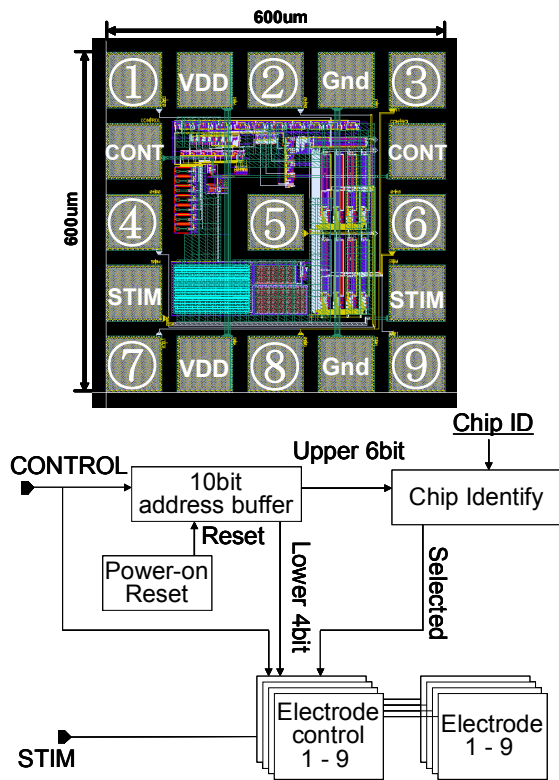 600um
600um
① VDD ② Gnd ③
CONT CONT
④ ⑤ ⑥
STIM STIM
⑦ VDD ⑧ Gnd ⑨
Chip ID
CONTROL
Upper 6bit
10bit
address buffer
Chip Identify
Reset
Power-on
Reset
Lower 4bit
Selected
Electrode
control
1 - 9
Electrode
1 - 9
STIM